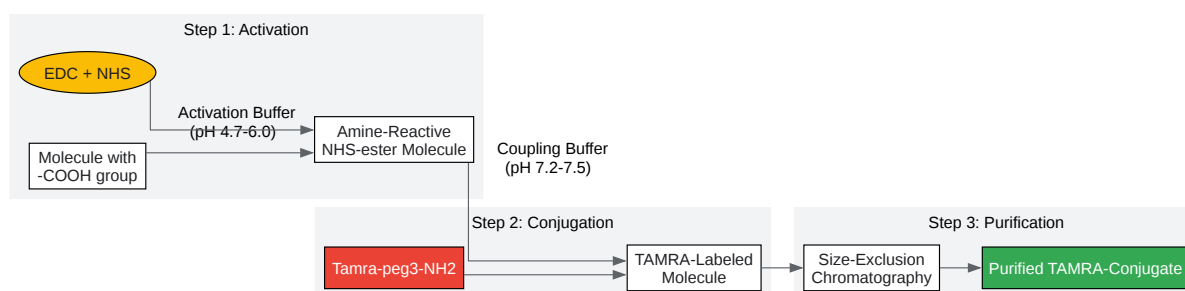 Step 1: Activation
EDC + NHS
Activation Buffer
(pH 4.7-6.0)
Amine-Reactive
NHS-ester Molecule
Molecule with
-COOH group
Coupling Buffer
(pH 7.2-7.5)
Step 2: Conjugation
Tamra-peg3-NH2
TAMRA-Labeled
Molecule
Step 3: Purification
Size-Exclusion
Chromatography
Purified TAMRA-Conjugate